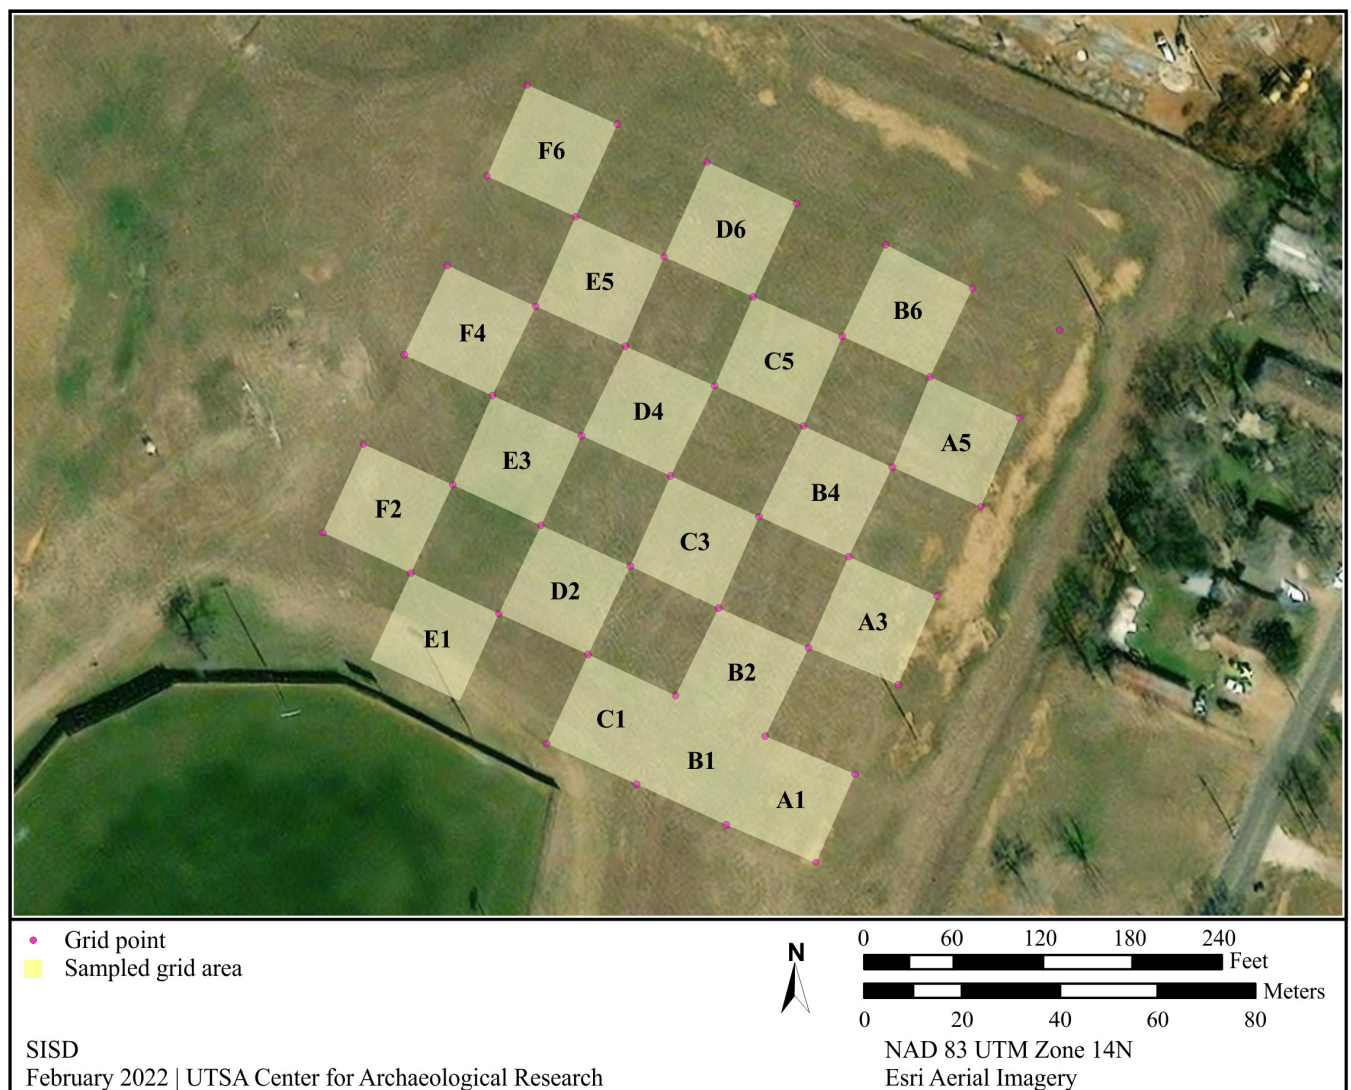 F6
D6
E5
B6
F4
C5
D4
A5
E3
B4
F2
C3
D2
A3
E1
B2
C1
B1
A1
Grid point
Sampled grid area
N
0 60 120 180 240
Feet
Meters
0 20 40 60 80
SISD
February 2022 | UTSA Center for Archaeological Research
NAD 83 UTM Zone 14N
Esri Aerial Imagery